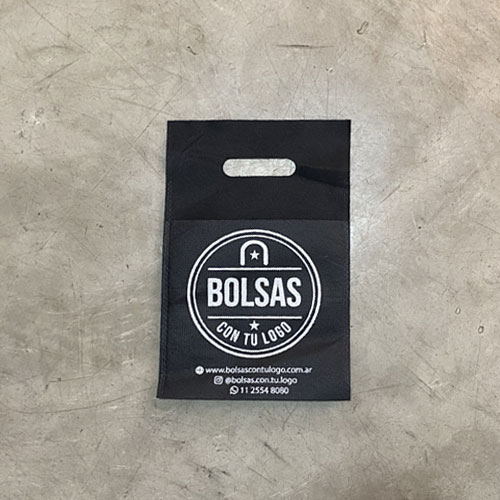 BOLSAS
CON TU LOGO
www.bolsascontulogo.com.ar
@bolsas.con.tu.logo
11 2554 8080